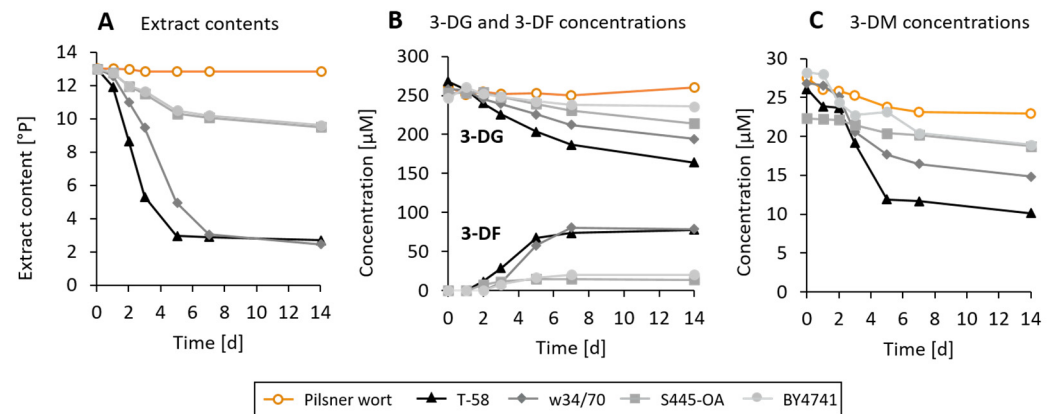 A Extract contents
Extract content [°P]
14
12
10
8
6
4
2
0
0 2 4 6 8 10 12 14
Time [d]
B 3-DG and 3-DF concentrations
Concentration [µM]
300
250
200
150
100
50
0
3-DG
3-DF
0 2 4 6 8 10 12 14
Time [d]
C 3-DM concentrations
Concentration [µM]
30
25
20
15
10
5
0
0 2 4 6 8 10 12 14
Time [d]
Pilsner wort T-58 w34/70 S445-OA BY4741